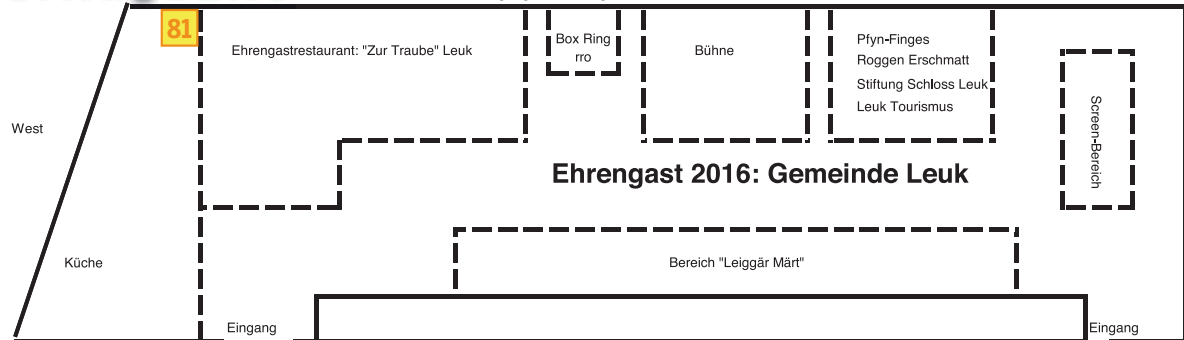 81
Ehrengastrestaurant: "Zur Traube" Leuk
Box Ring
rro
Bühne
Pfyn-Finges
Roggen Erschmatt
Stiftung Schloss Leuk
Leuk Tourismus
Screen-Bereich
West
Ehrengast 2016: Gemeinde Leuk
Küche
Bereich "Leiggär Märt"
Eingang
Eingang